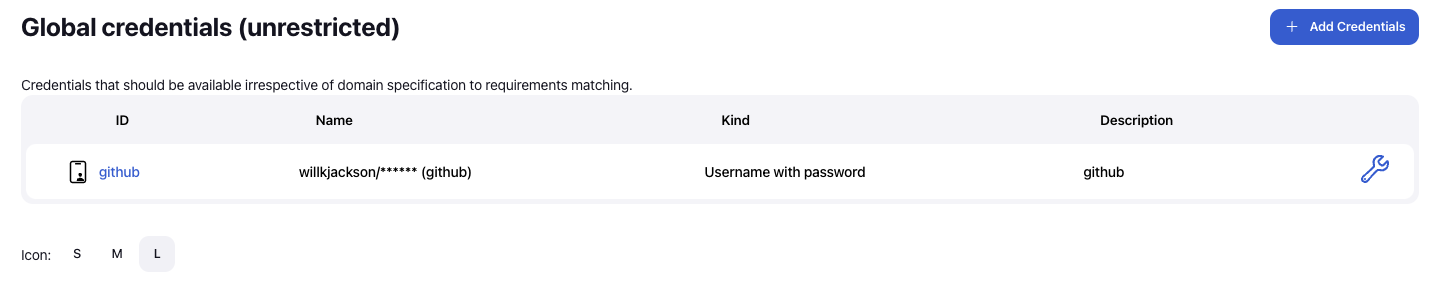 Global credentials (unrestricted)
+ Add Credentials
Credentials that should be available irrespective of domain specification to requirements matching.
ID Name Kind Description
github willkjackson/****** (github) Username with password github
Icon: S M L